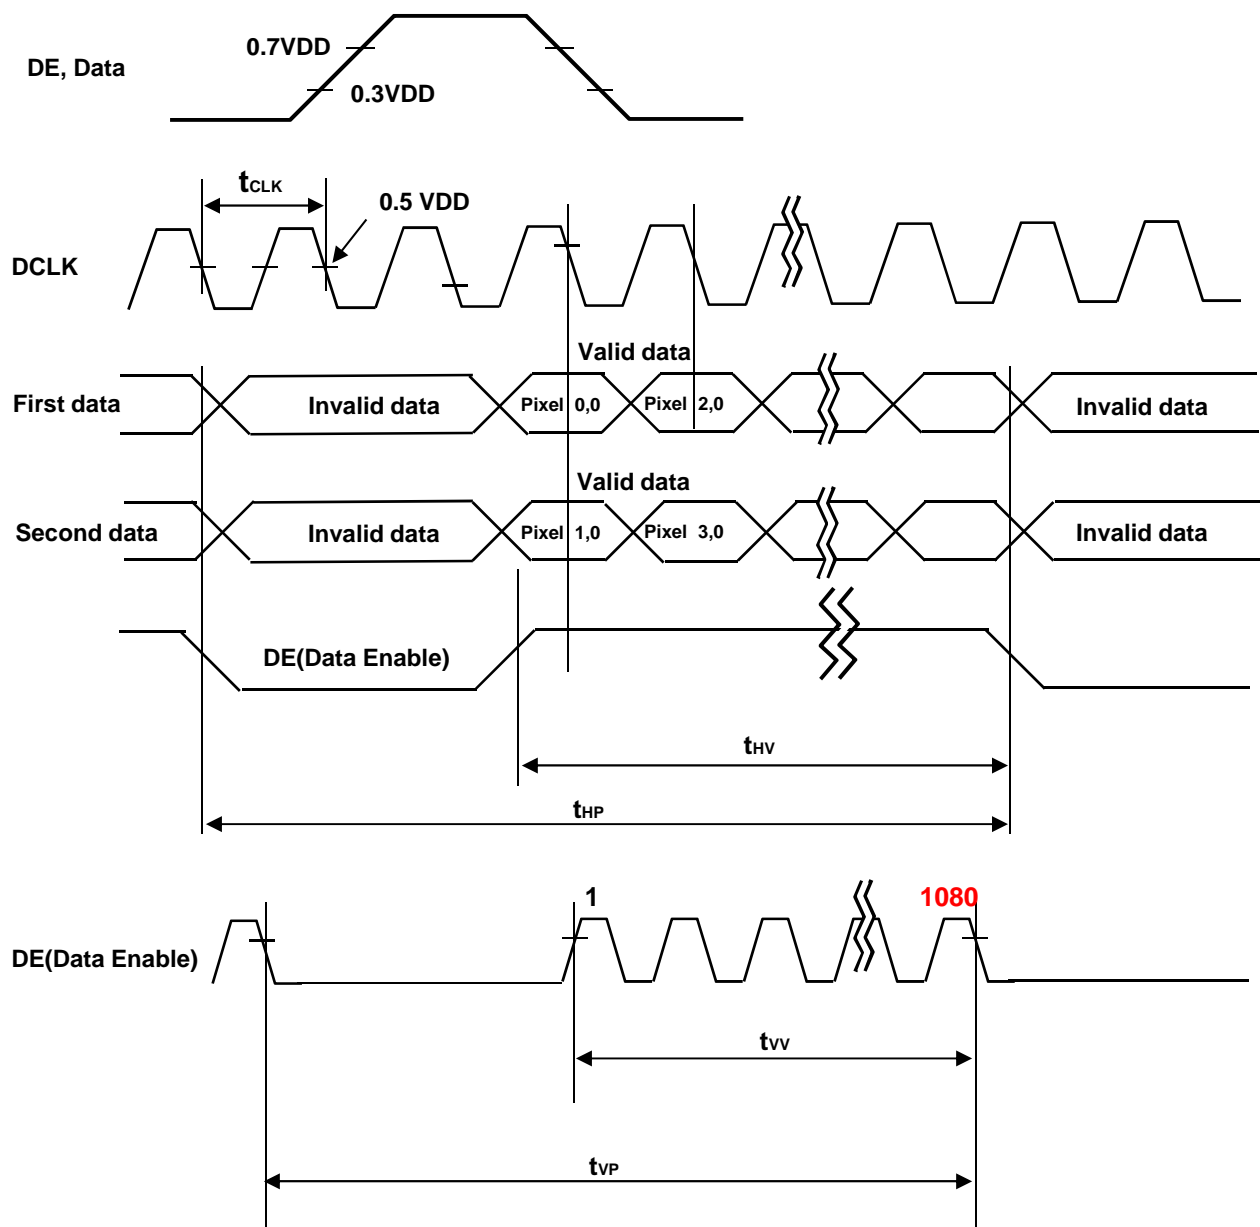 0.7VDD
DE, Data
0.3VDD
tCLK
0.5 VDD
DCLK
Valid data
First data
Invalid data
Pixel 0,0
Pixel 2,0
Invalid data
Valid data
Second data
Invalid data
Pixel 1,0
Pixel 3,0
Invalid data
DE(Data Enable)
tHV
tHP
1
1080
DE(Data Enable)
tVV
tVP